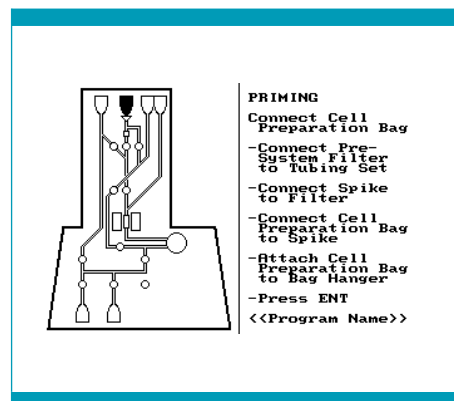 PRIMING
Connect Cell
Preparation Bag
-Connect Pre-
System Filter
to Tubing Set
-Connect Spike
to Filter
-Connect Cell
Preparation Bag
to Spike
-Attach Cell
Preparation Bag
to Bag Hanger
-Press ENT
<<Program Name>>